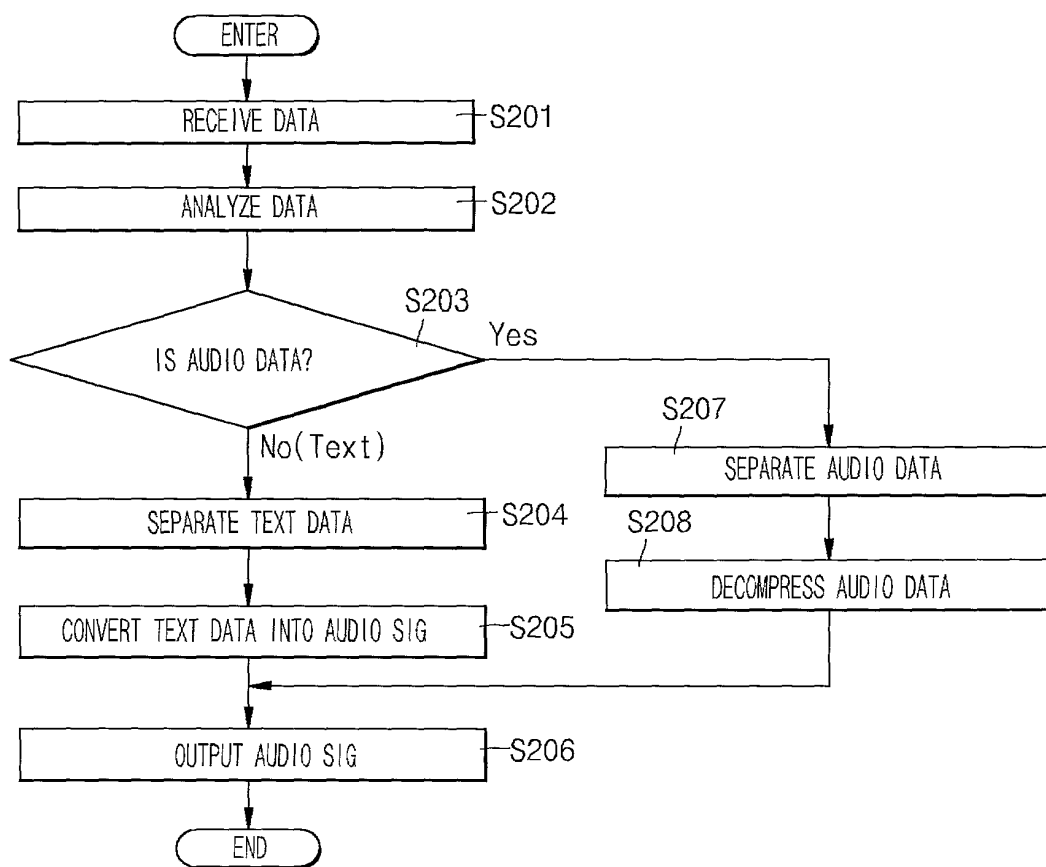 ENTER
RECEIVE DATA
S201
ANALYZE DATA
S202
S203
IS AUDIO DATA?
Yes
No(Text)
S207
SEPARATE AUDIO DATA
SEPARATE TEXT DATA
S204
S208
DECOMPRESS AUDIO DATA
CONVERT TEXT DATA INTO AUDIO SIG
S205
OUTPUT AUDIO SIG
S206
END